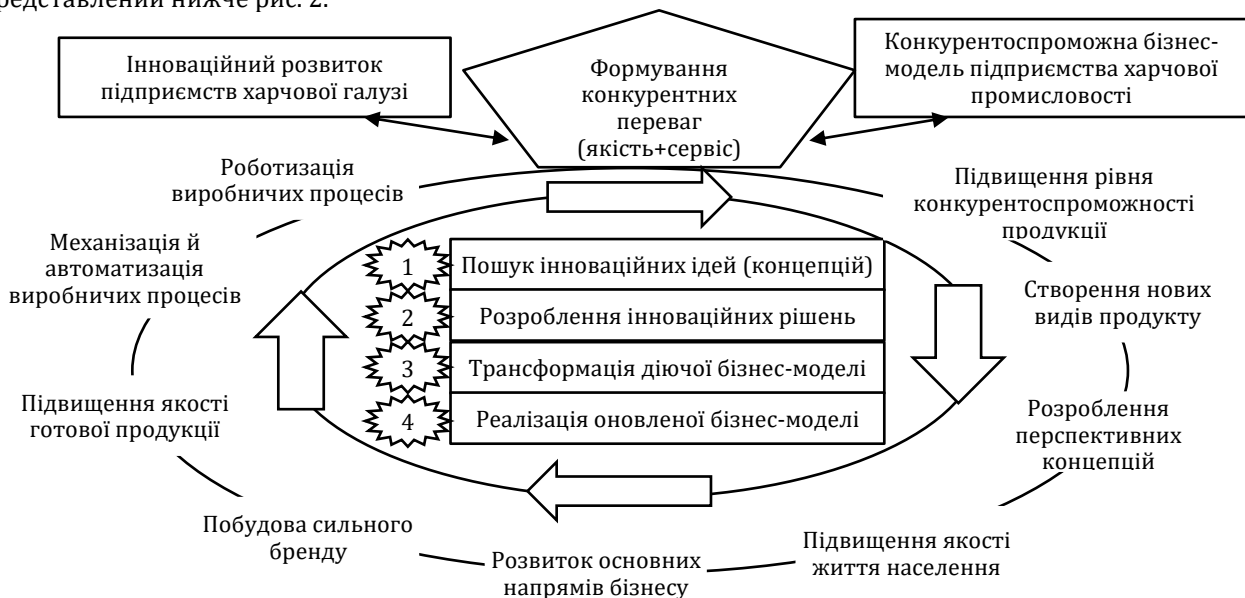 представлений нижче рис. 2.
Інноваційний розвиток
підприємств харчової галузі
Формування
конкурентних
переваг
(якість+сервіс)
Конкурентоспроможна бізнес-
модель підприємства харчової
промисловості
Роботизація
виробничих процесів
Підвищення рівня
конкурентоспроможності
продукції
Механізація й
автоматизація
виробничих процесів
1
Пошук інноваційних ідей (концепцій)
2
Розроблення інноваційних рішень
3
Трансформація діючої бізнес-моделі
4
Реалізація оновленої бізнес-моделі
Створення нових
видів продукту
Підвищення якості
готової продукції
Розроблення
перспективних
концепцій
Побудова сильного
бренду
Розвиток основних
напрямів бізнесу
Підвищення якості
життя населення